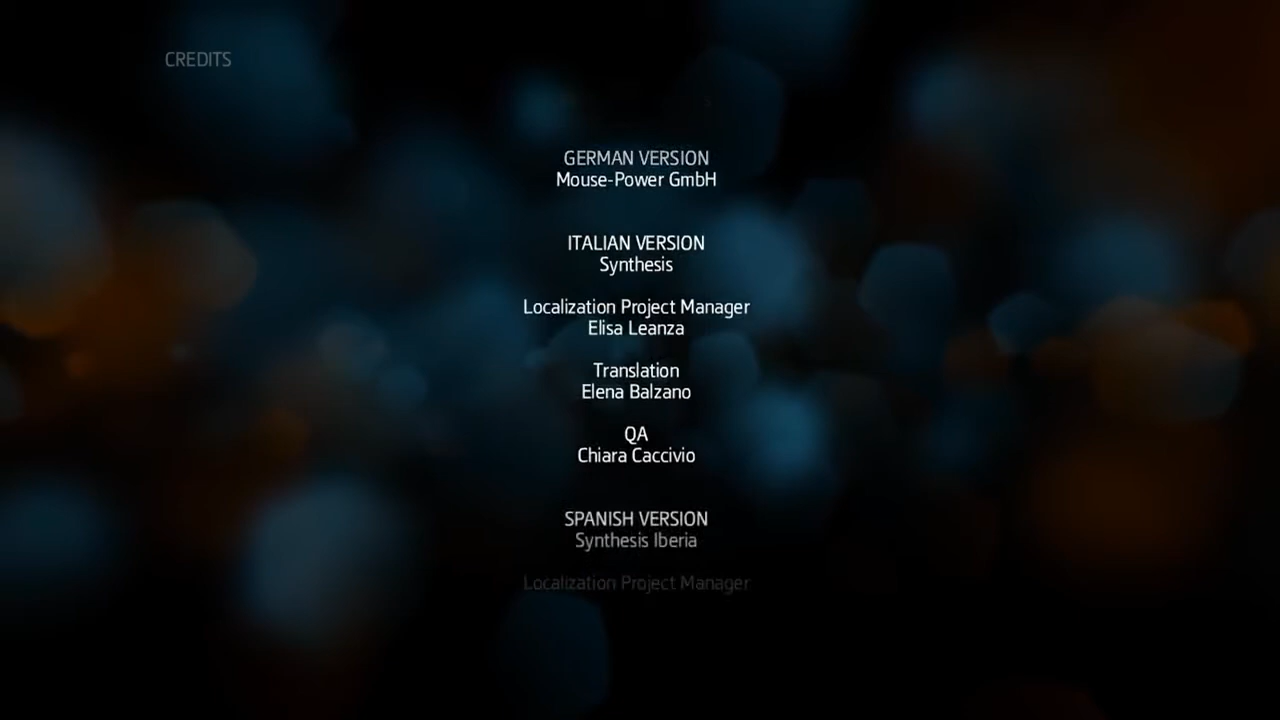 CREDITS
GERMAN VERSION
Mouse-Power GmbH
ITALIAN VERSION
Synthesis
Localization Project Manager
Elisa Leanza
Translation
Elena Balzano
QA
Chiara Caccivio
SPANISH VERSION
Synthesis Iberia
Localization Project Manager